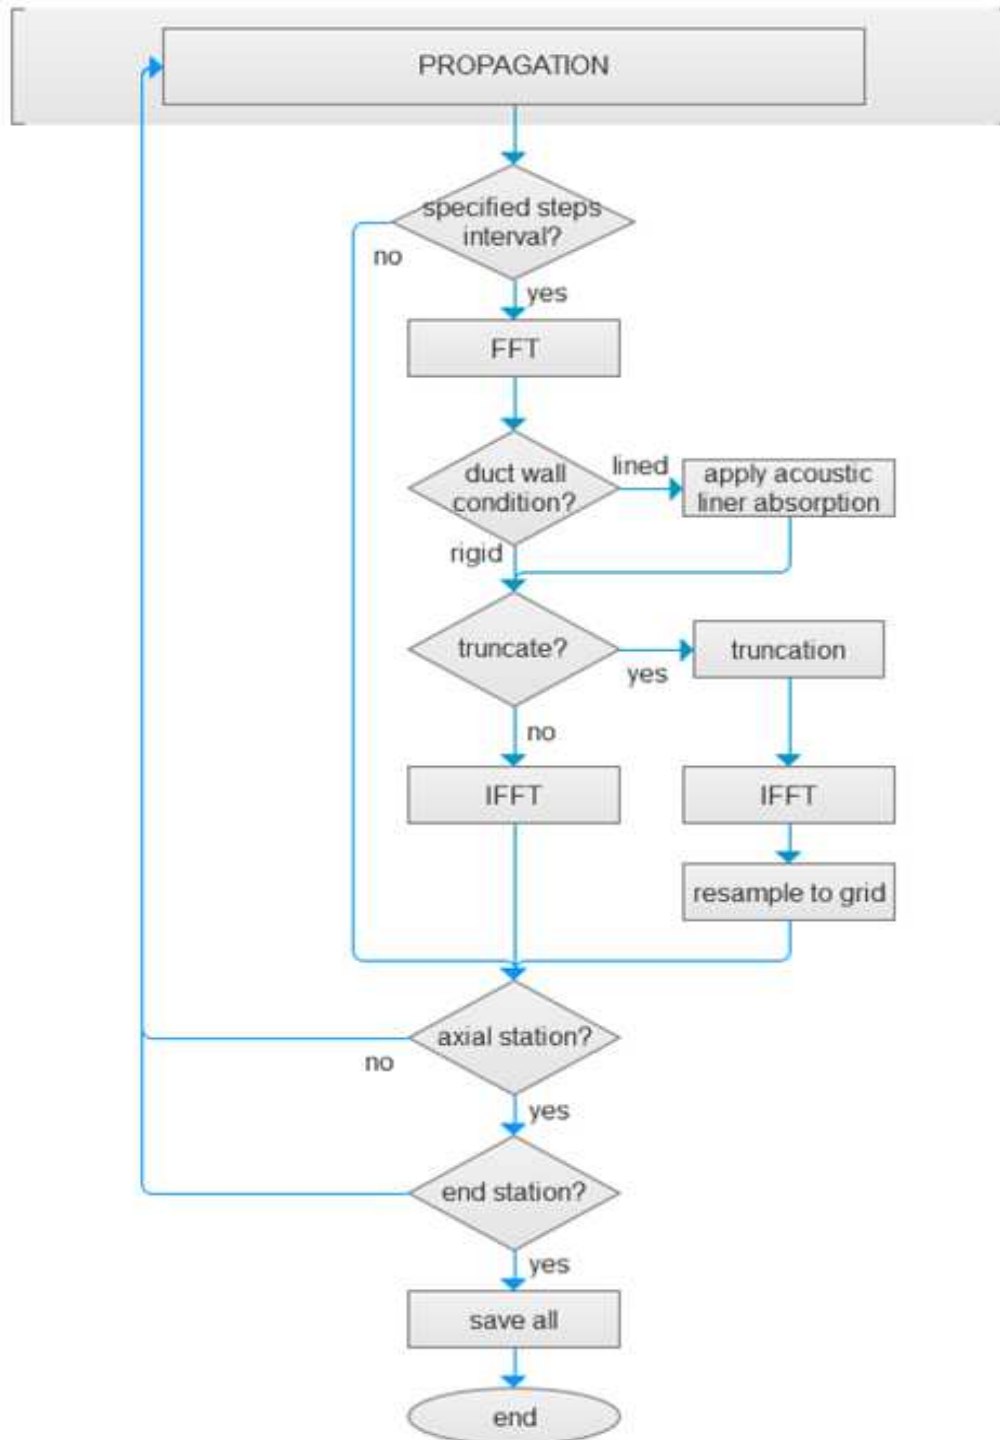 PROPAGATION
specified steps
interval?
no
yes
FFT
duct wall
condition?
lined
apply acoustic
liner absorption
rigid
truncate?
yes
truncation
no
IFFT
IFFT
resample to grid
axial station?
no
yes
end station?
yes
save all
end